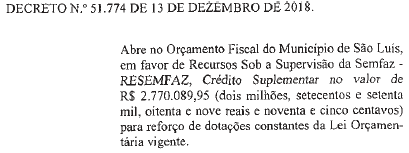 DECRETO N.º 51.774 DE 13 DE DEZEMBRO DE 2018.
Abre no Orçamento Fiscal do Município de São Luís,
em favor de Recursos Sob a Supervisão da Semfaz -
RESEMFAZ, Crédito Suplementar no valor de
R$ 2.770.089,95 (dois milhões, setecentos e setenta
mil, oitenta e nove reais e noventa e cinco centavos)
para reforço de dotações constantes da Lei Orçamen-
tária vigente.